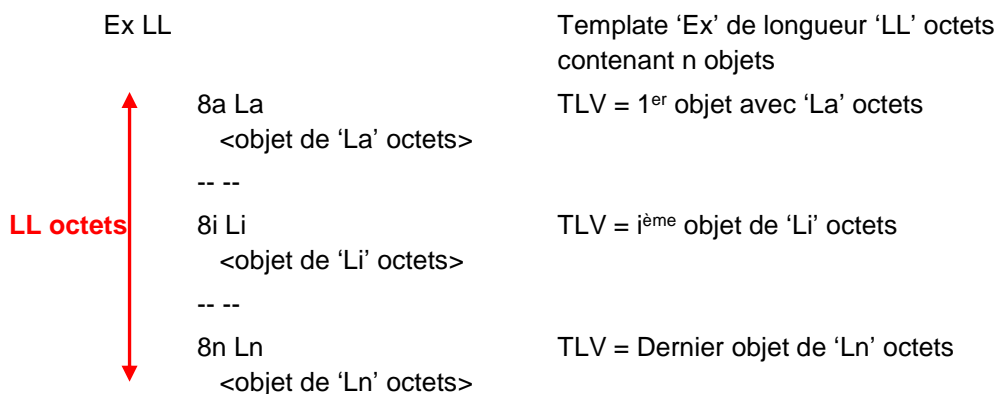 Ex LL Template ‘Ex’ de longueur ‘LL’ octets
contenant n objets
8a La TLV = 1er objet avec ‘La’ octets
<objet de ‘La’ octets>
-- --
LL octets 8i Li TLV = ième objet de ‘Li’ octets
<objet de ‘Li’ octets>
-- --
8n Ln TLV = Dernier objet de ‘Ln’ octets
<objet de ‘Ln’ octets>